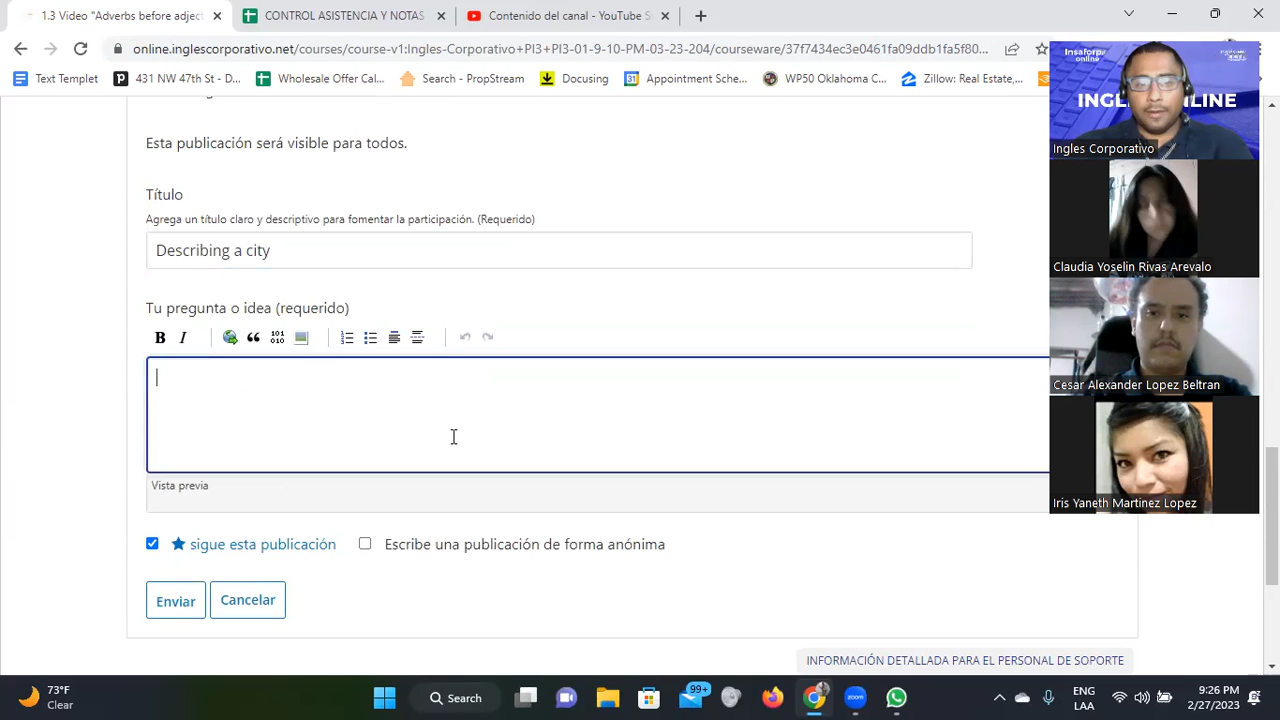 1.3 Video "Adverbs before adject
CONTROL ASISTENCIA Y NOTAS
Contenido del canal - YouTube S
online.inglescorporativo.net/courses/course-v1:Ingles-Corporativo+PI3+PI3-01-9-10-PM-03-23-204/courseware/37f7434ec3e0461fa09ddb1fa5f80...
Text Templet
431 NW 47th St - D...
Wholesale Offer Cal...
Search - PropStream
Docusing
Appointment Sche...
WP50 Oklahoma C...
Zillow: Real Estate,...
Insaforp
online
INGL
NLINE
Ingles Corporativo
Esta publicación será visible para todos.
Título
Agrega un título claro y descriptivo para fomentar la participación. (Requerido)
Describing a city
Claudia Yoselin Rivas Arevalo
Tu pregunta o idea (requerido)
B I
Cesar Alexander Lopez Beltran
Vista previa
Iris Yaneth Martinez Lopez
sigue esta publicación
Escribe una publicación de forma anónima
Enviar
Cancelar
INFORMACIÓN DETALLADA PARA EL PERSONAL DE SOPORTE
73°F
Clear
Search
99+
zoom
ENG
LAA
9:26 PM
2/27/2023